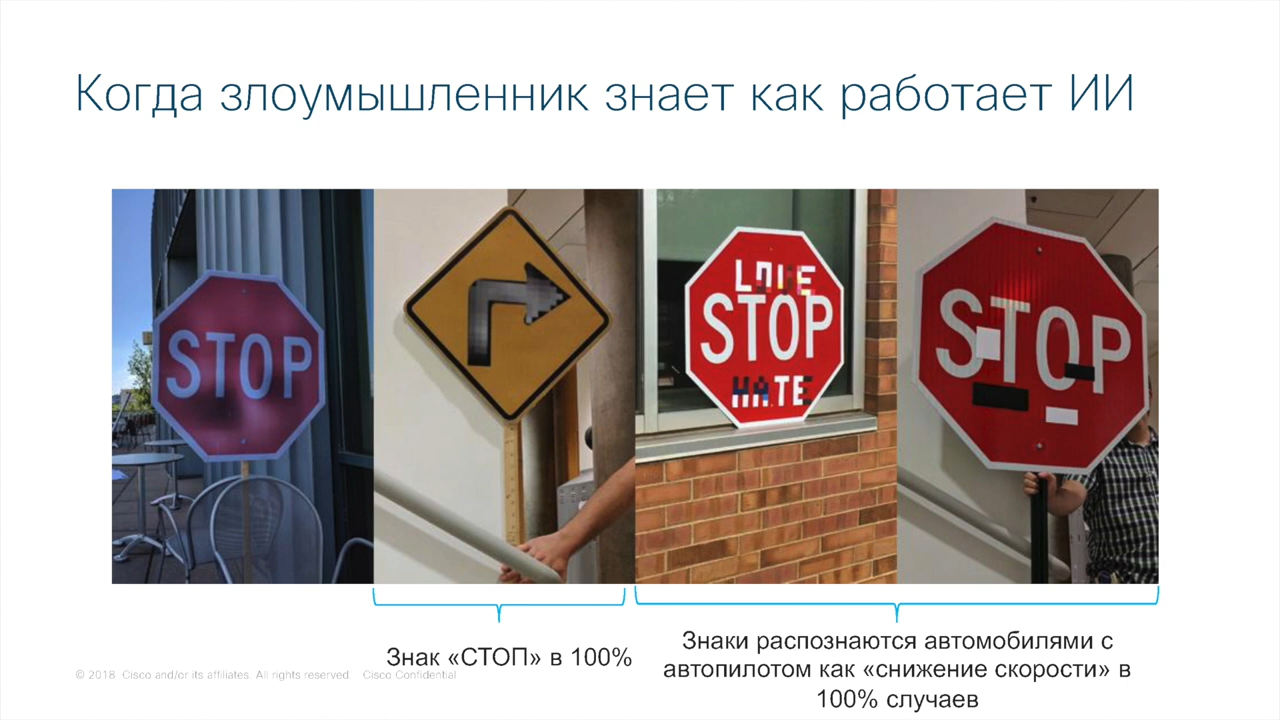 Когда злоумышленник знает как работает ИИ
STOP
LOVE
STOP
HATE
STOP
Знак «СТОП» в 100%
Знаки распознаются автомобилями с
автопилотом как «снижение скорости» в
100% случаев
© 2018 Cisco and/or its affiliates. All rights reserved. Cisco Confidential